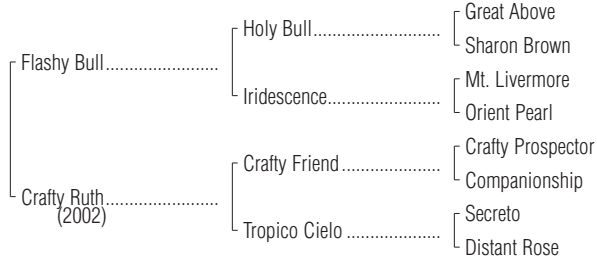 Great Above
Holy Bull
Sharon Brown
Flashy Bull
Mt. Livermore
Iridescence
Orient Pearl
Crafty Prospector
Crafty Friend
Companionship
Crafty Ruth
(2002)
Secreto
Tropico Cielo
Distant Rose